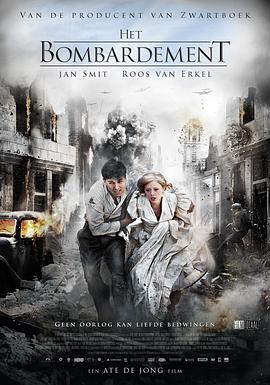 VAN DE PRODUCENT VAN ZWARTBOEK
HET
BOMBARDEMENT
JAN SMIT ROOS VAN ERKEL
GEEN OORLOG KAN LIEFDE BEDWINGEN
EEN ATE DE JONG FILM